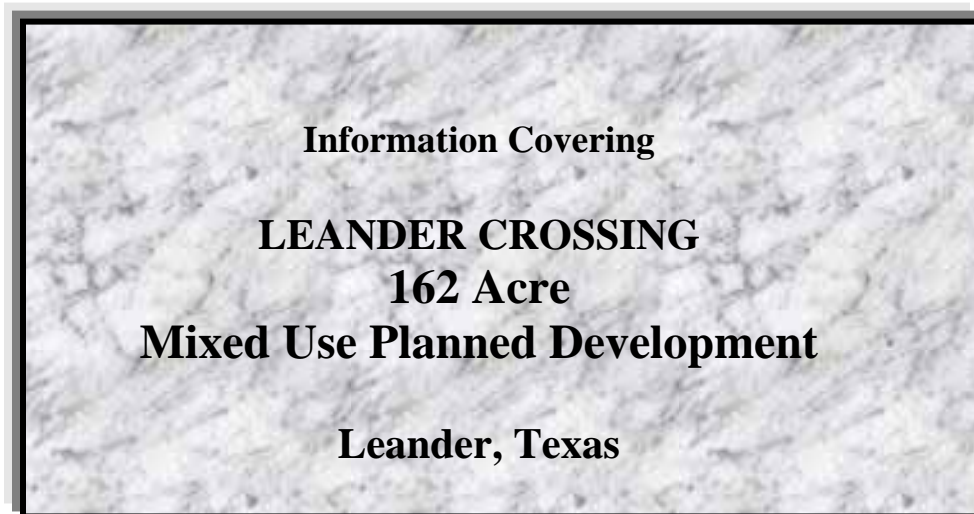 Information Covering
LEANDER CROSSING
162 Acre
Mixed Use Planned Development
Leander, Texas